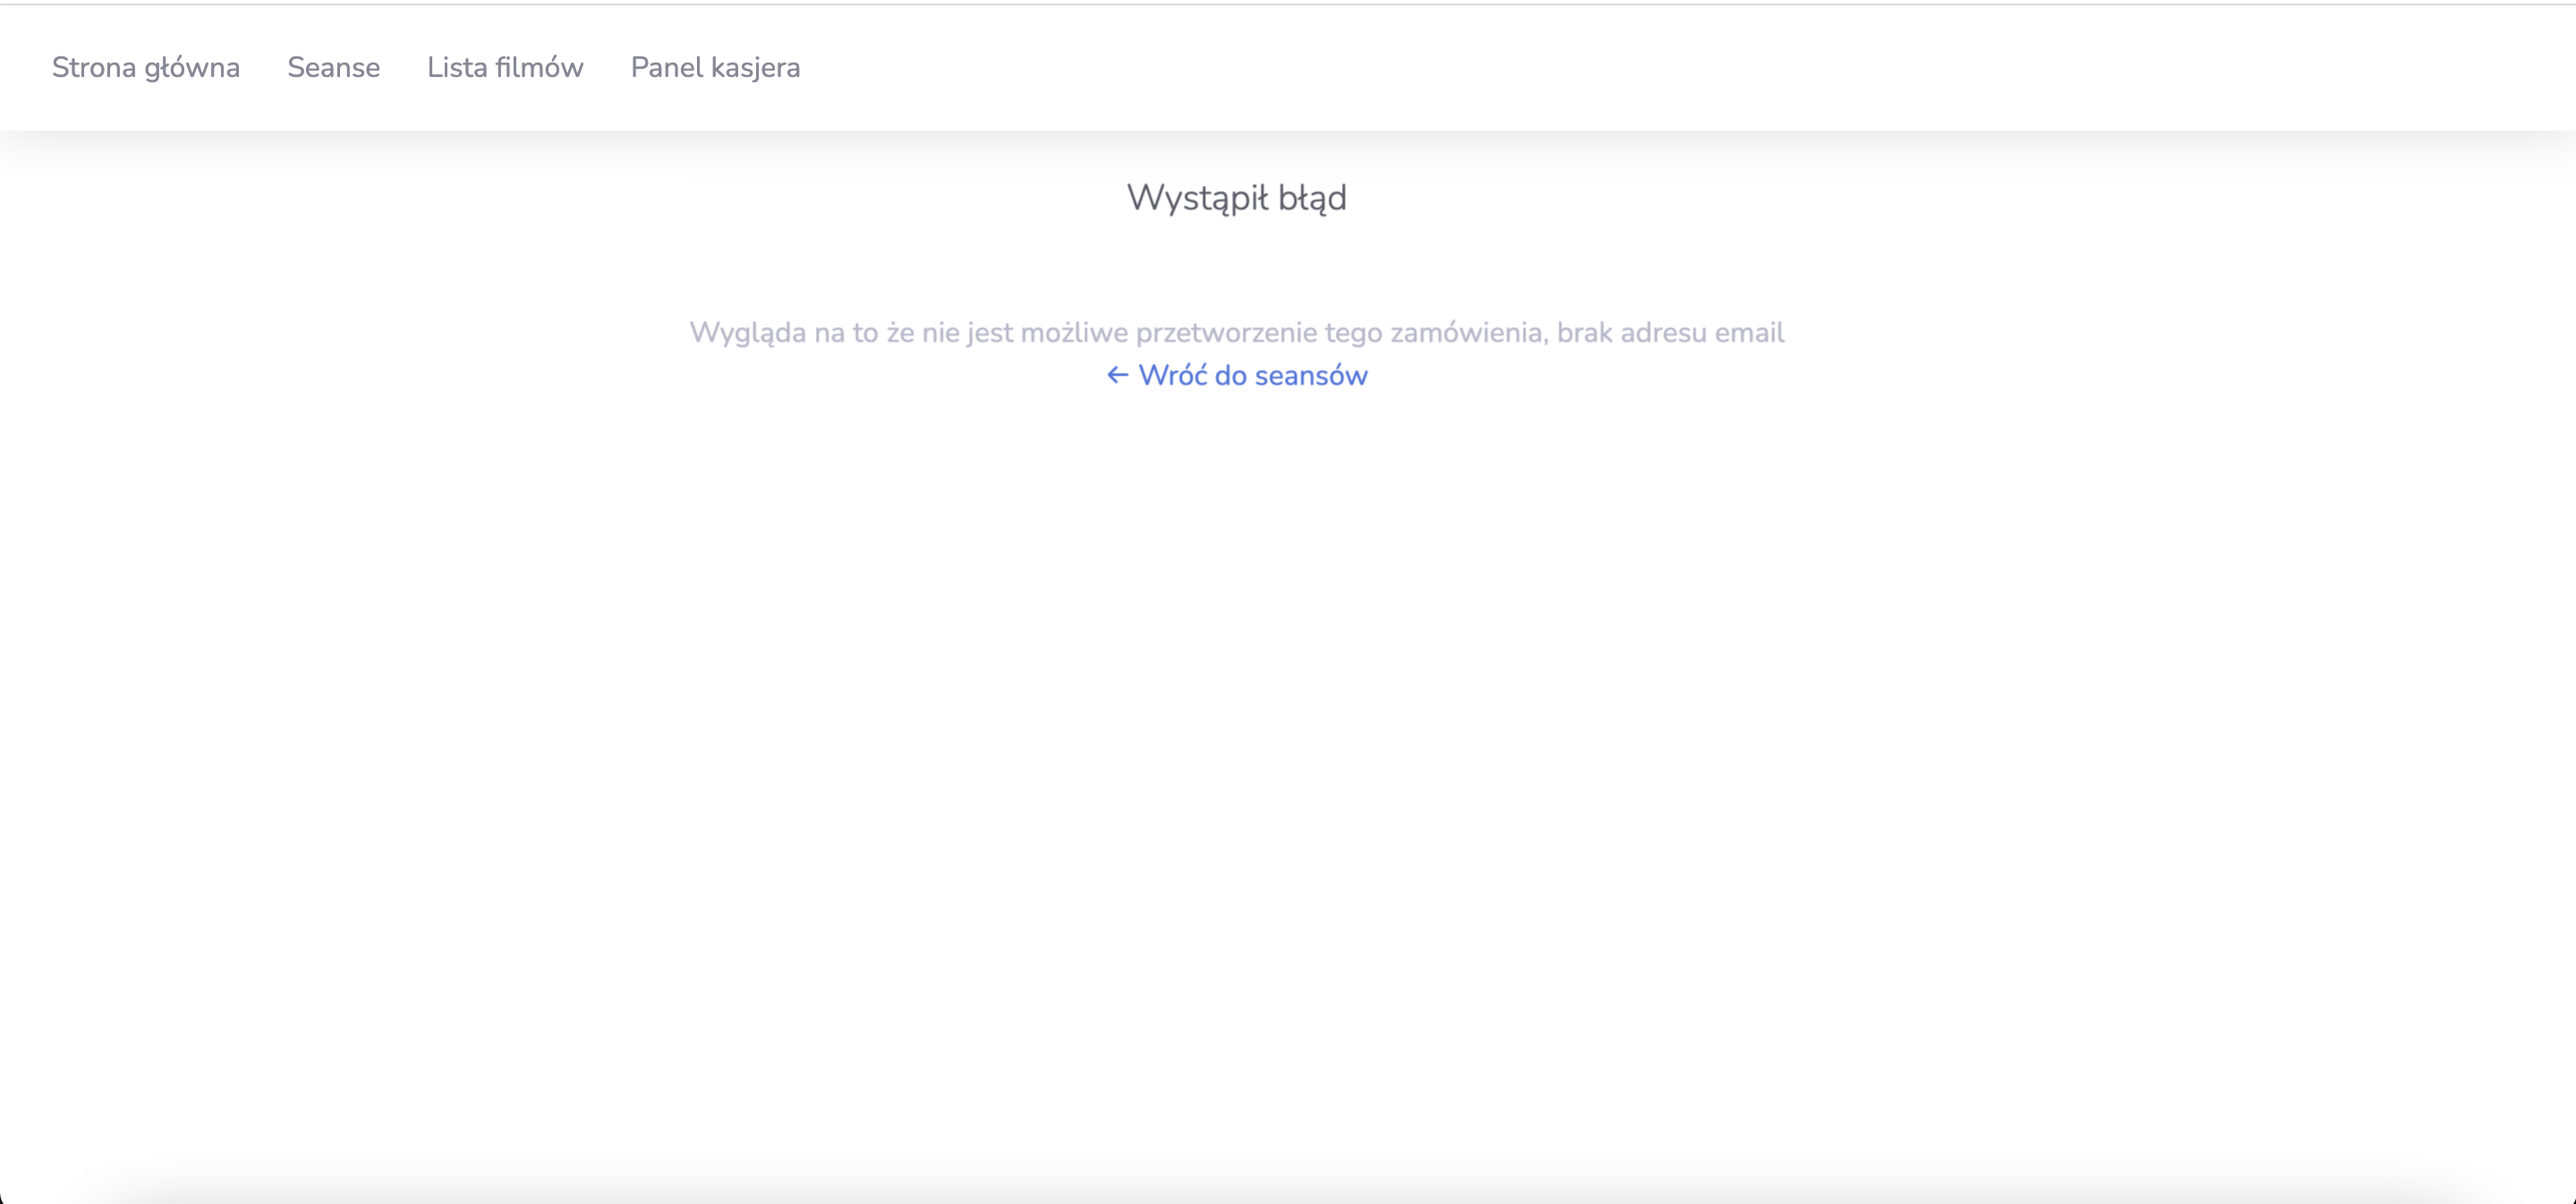 Strona główna Seanse Lista filmów Panel kasjera
Wystąpił błąd
Wygląda na to że nie jest możliwe przetworzenie tego zamówienia, brak adresu email
← Wróć do seansów